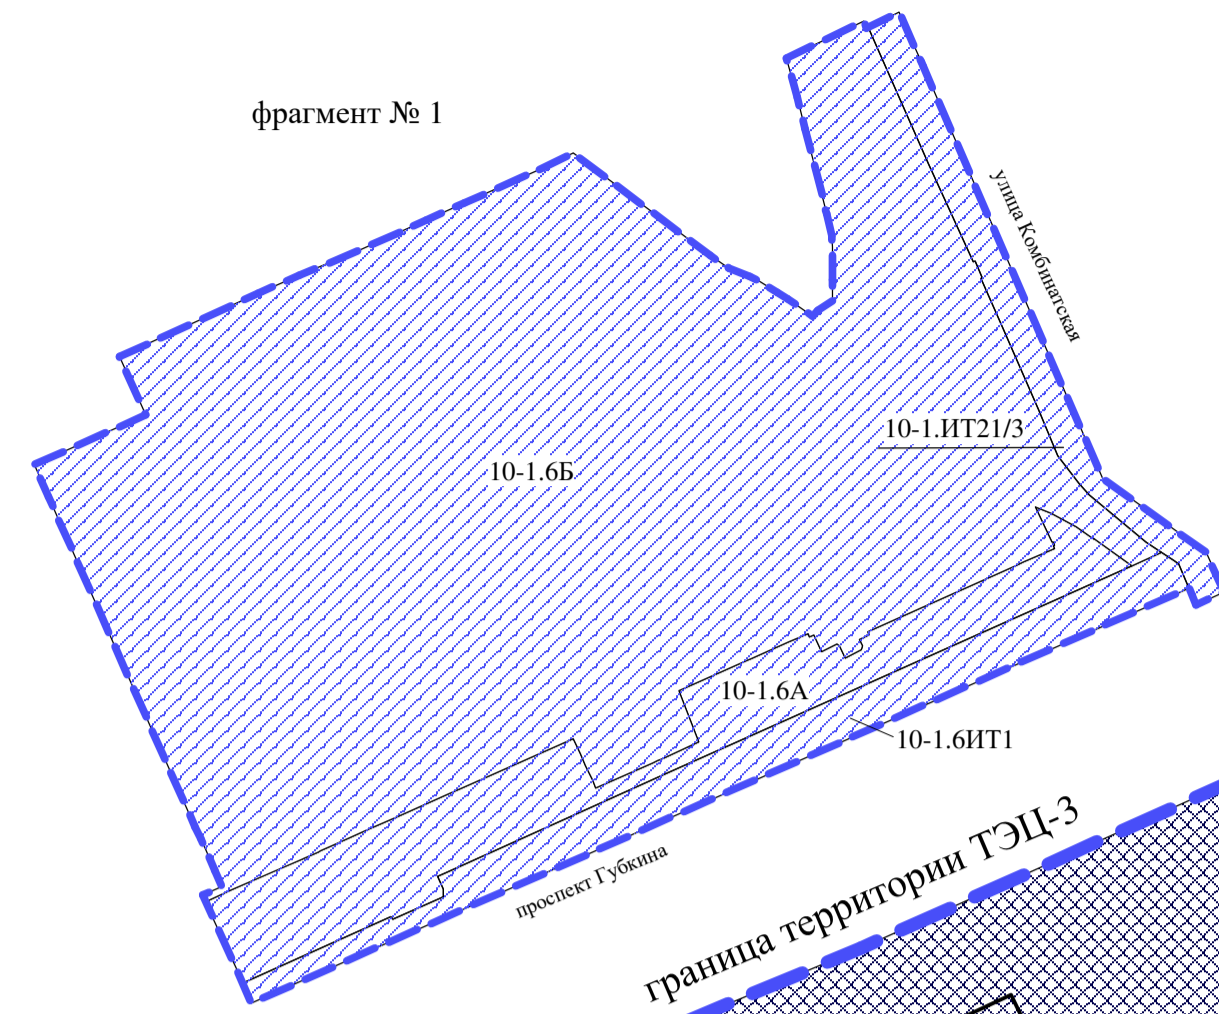 фрагмент № 1
улица Комбинатская
10-1.ИТ21/3
10-1.6Б
10-1.6А
10-1.6ИТ1
проспект Губкина
граница территории ТЭЦ-3